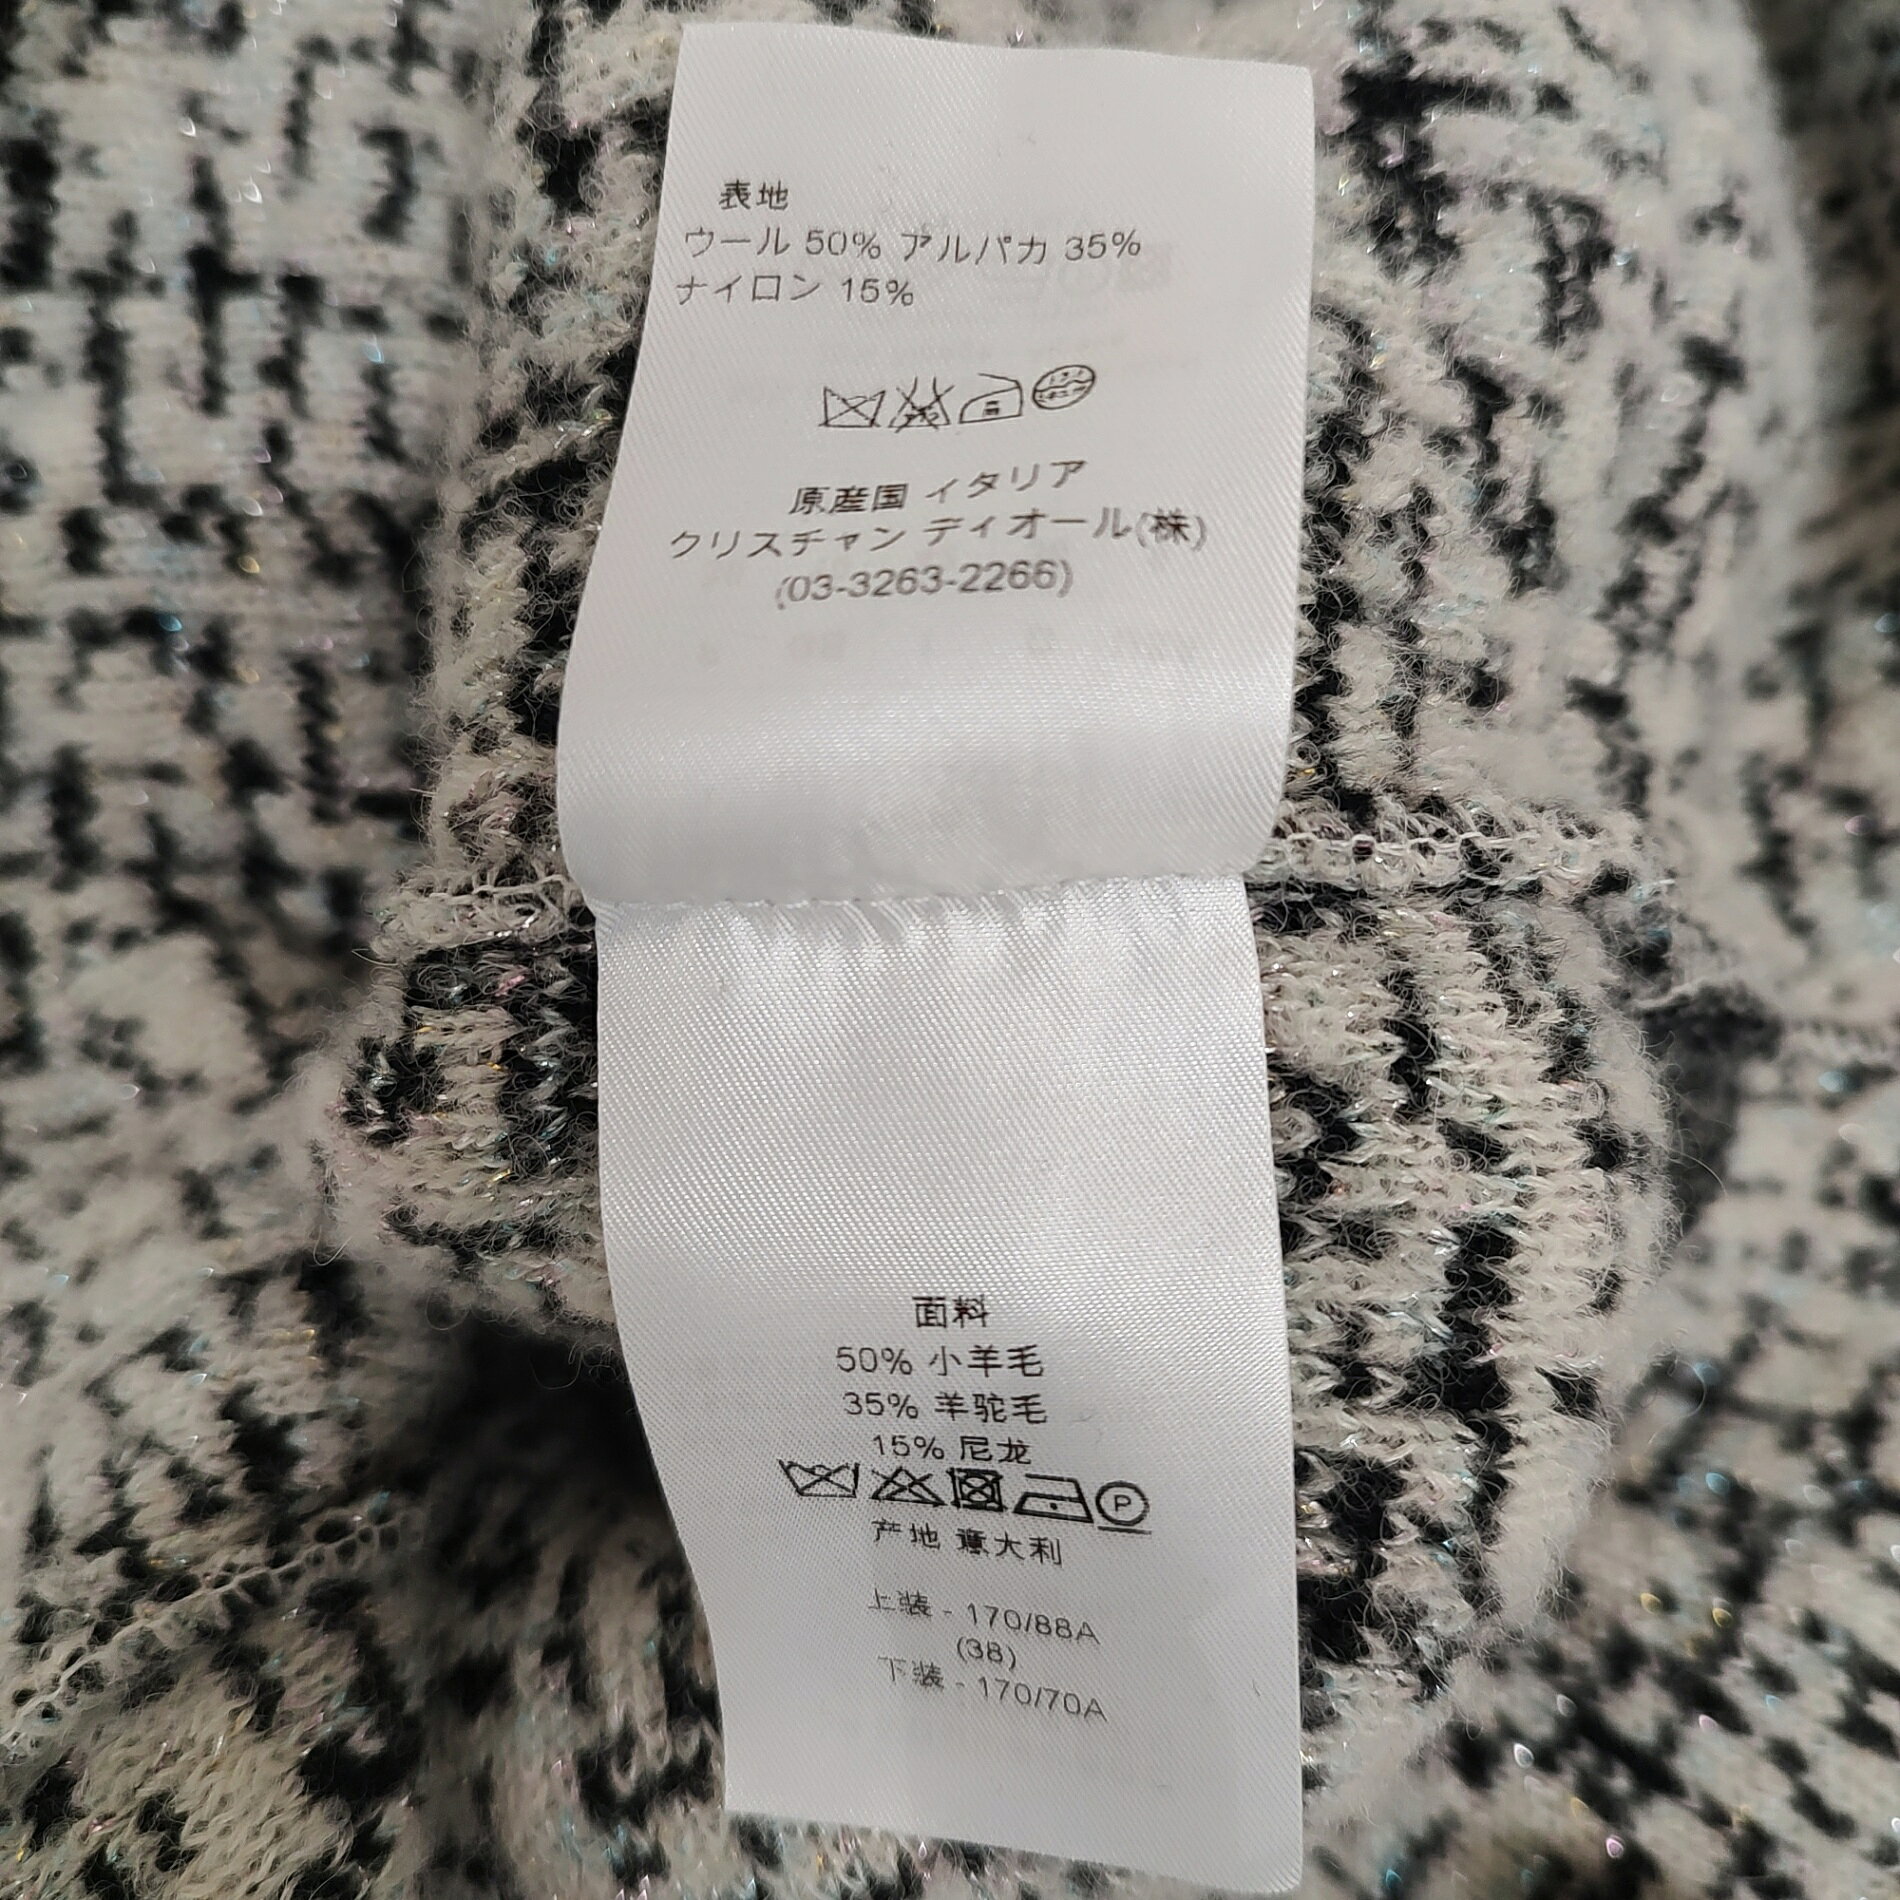 表地
ウール 50% アルパカ 35%
ナイロン 15%
原産国 イタリア
クリスチャン ディオール(株)
(03-3263-2266)
面料
50% 小羊毛
35% 羊驼毛
15% 尼龙
P
产地 意大利
上装 - 170/88A
(38)
下装 - 170/70A